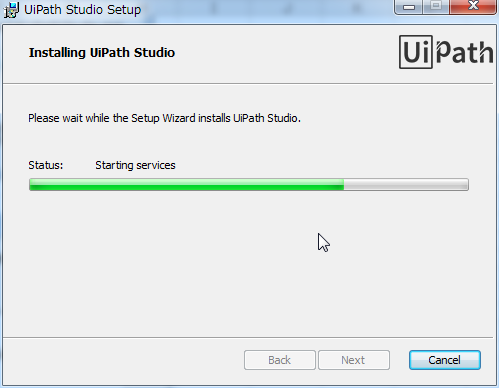 UiPath Studio Setup
Installing UiPath Studio
UiPath
Please wait while the Setup Wizard installs UiPath Studio.
Status: Starting services
Back Next Cancel